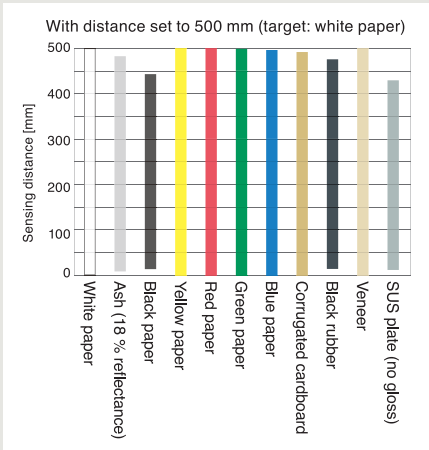 With distance set to 500 mm (target: white paper)
Sensing distance [mm]
500
400
300
200
100
0
White paper
Ash (18 % reflectance)
Black paper
Yellow paper
Red paper
Green paper
Blue paper
Corrugated cardboard
Black rubber
Veneer
SUS plate (no gloss)